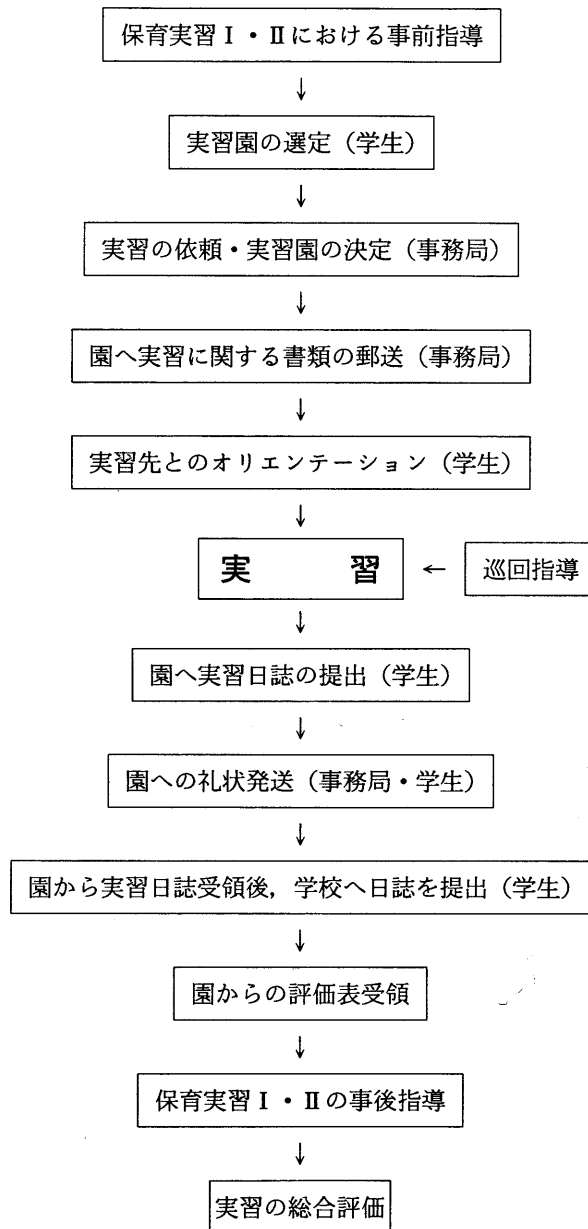 保育実習Ⅰ・Ⅱにおける事前指導
↓
実習園の選定（学生）
↓
実習の依頼・実習園の決定（事務局）
↓
園へ実習に関する書類の郵送（事務局）
↓
実習先とのオリエンテーション（学生）
↓
実　習 ← 巡回指導
↓
園へ実習日誌の提出（学生）
↓
園への礼状発送（事務局・学生）
↓
園から実習日誌受領後，学校へ日誌を提出（学生）
↓
園からの評価表受領
↓
保育実習Ⅰ・Ⅱの事後指導
↓
実習の総合評価